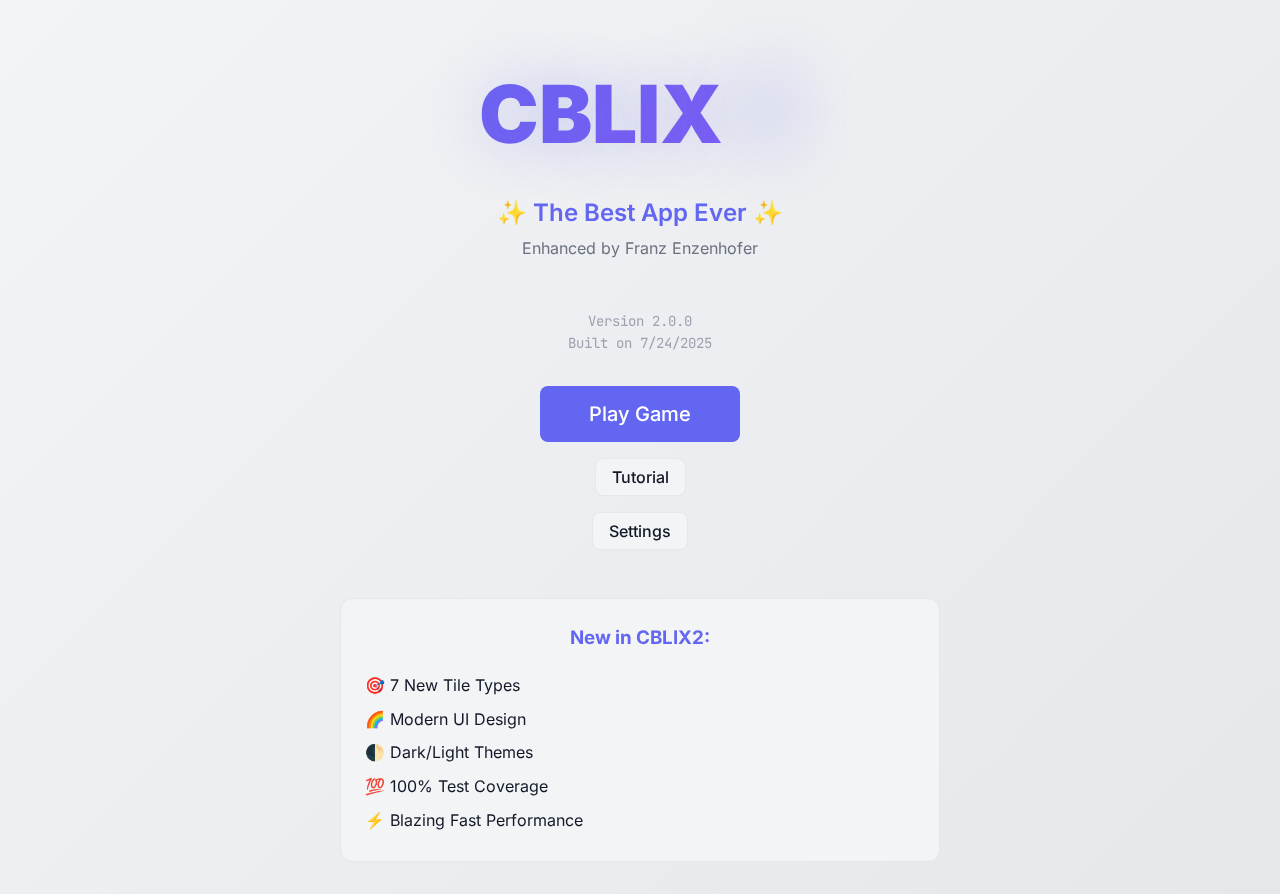 CBLIX
✨ The Best App Ever ✨
Enhanced by Franz Enzenhofer
Version 2.0.0
Built on 7/24/2025
Play Game
Tutorial
Settings
New in CBLIX2:
🎯 7 New Tile Types
🌈 Modern UI Design
🌓 Dark/Light Themes
💯 100% Test Coverage
⚡ Blazing Fast Performance